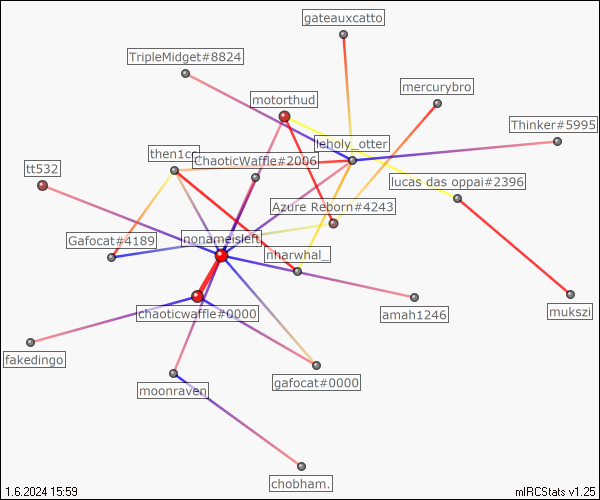 gateauxcatto
TripleMidget#8824
mercurybro
motorthud
Thinker#5995
leholy_otter
then1cc
ChaoticWaffle#2006
tt532
lucas das_oppai#2396
Azure Reborn#4243
Gafocat#4189
nonameisleft
nharwhal_
chaoticwaffle#0000
amah1246
mukszi
fakedingo
gafocat#0000
moonraven
chobham.
1.6.2024 15:59
mIRCStats v1.25